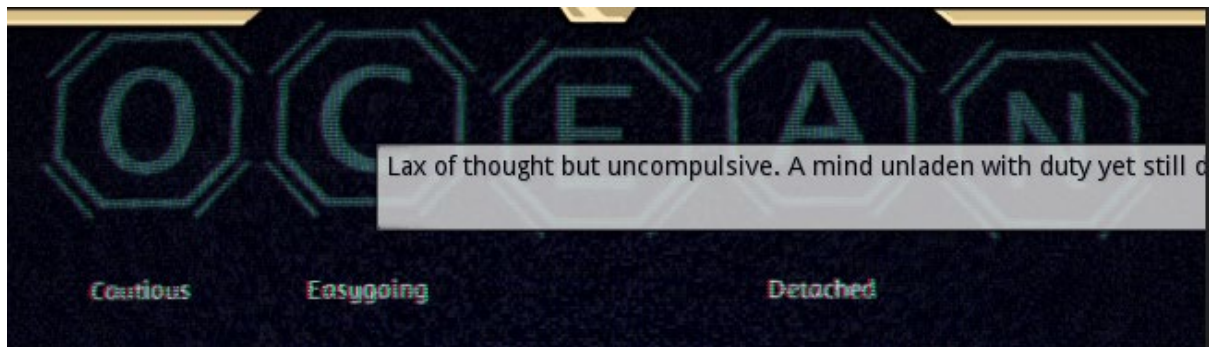 O C E A N
Lax of thought but uncompulsive. A mind unladen with duty yet still
Cautious Easygoing Detached